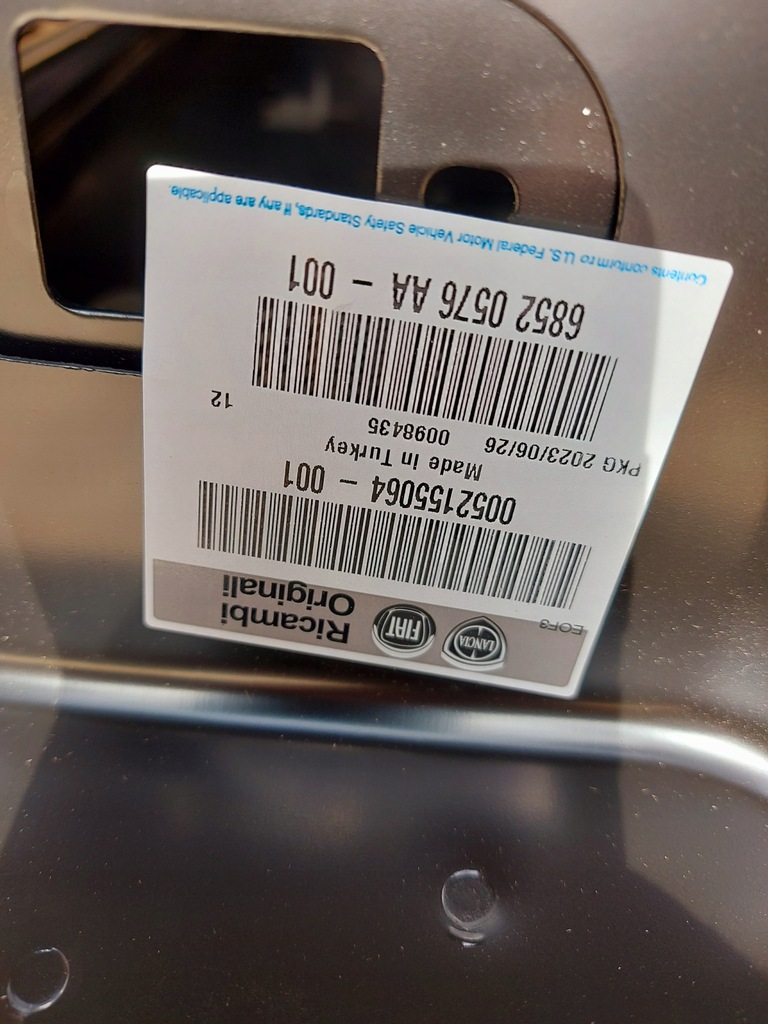 EOF3
LANCIA
FIAT
Ricambi
Originali
0052155064 - 001
Made in Turkey
PKG 2023/06/26 0098435 12
6852 0576 AA - 001
Contents conform ro U.S. Federal Motor Vehicle Safety Standards, If any are applicable.